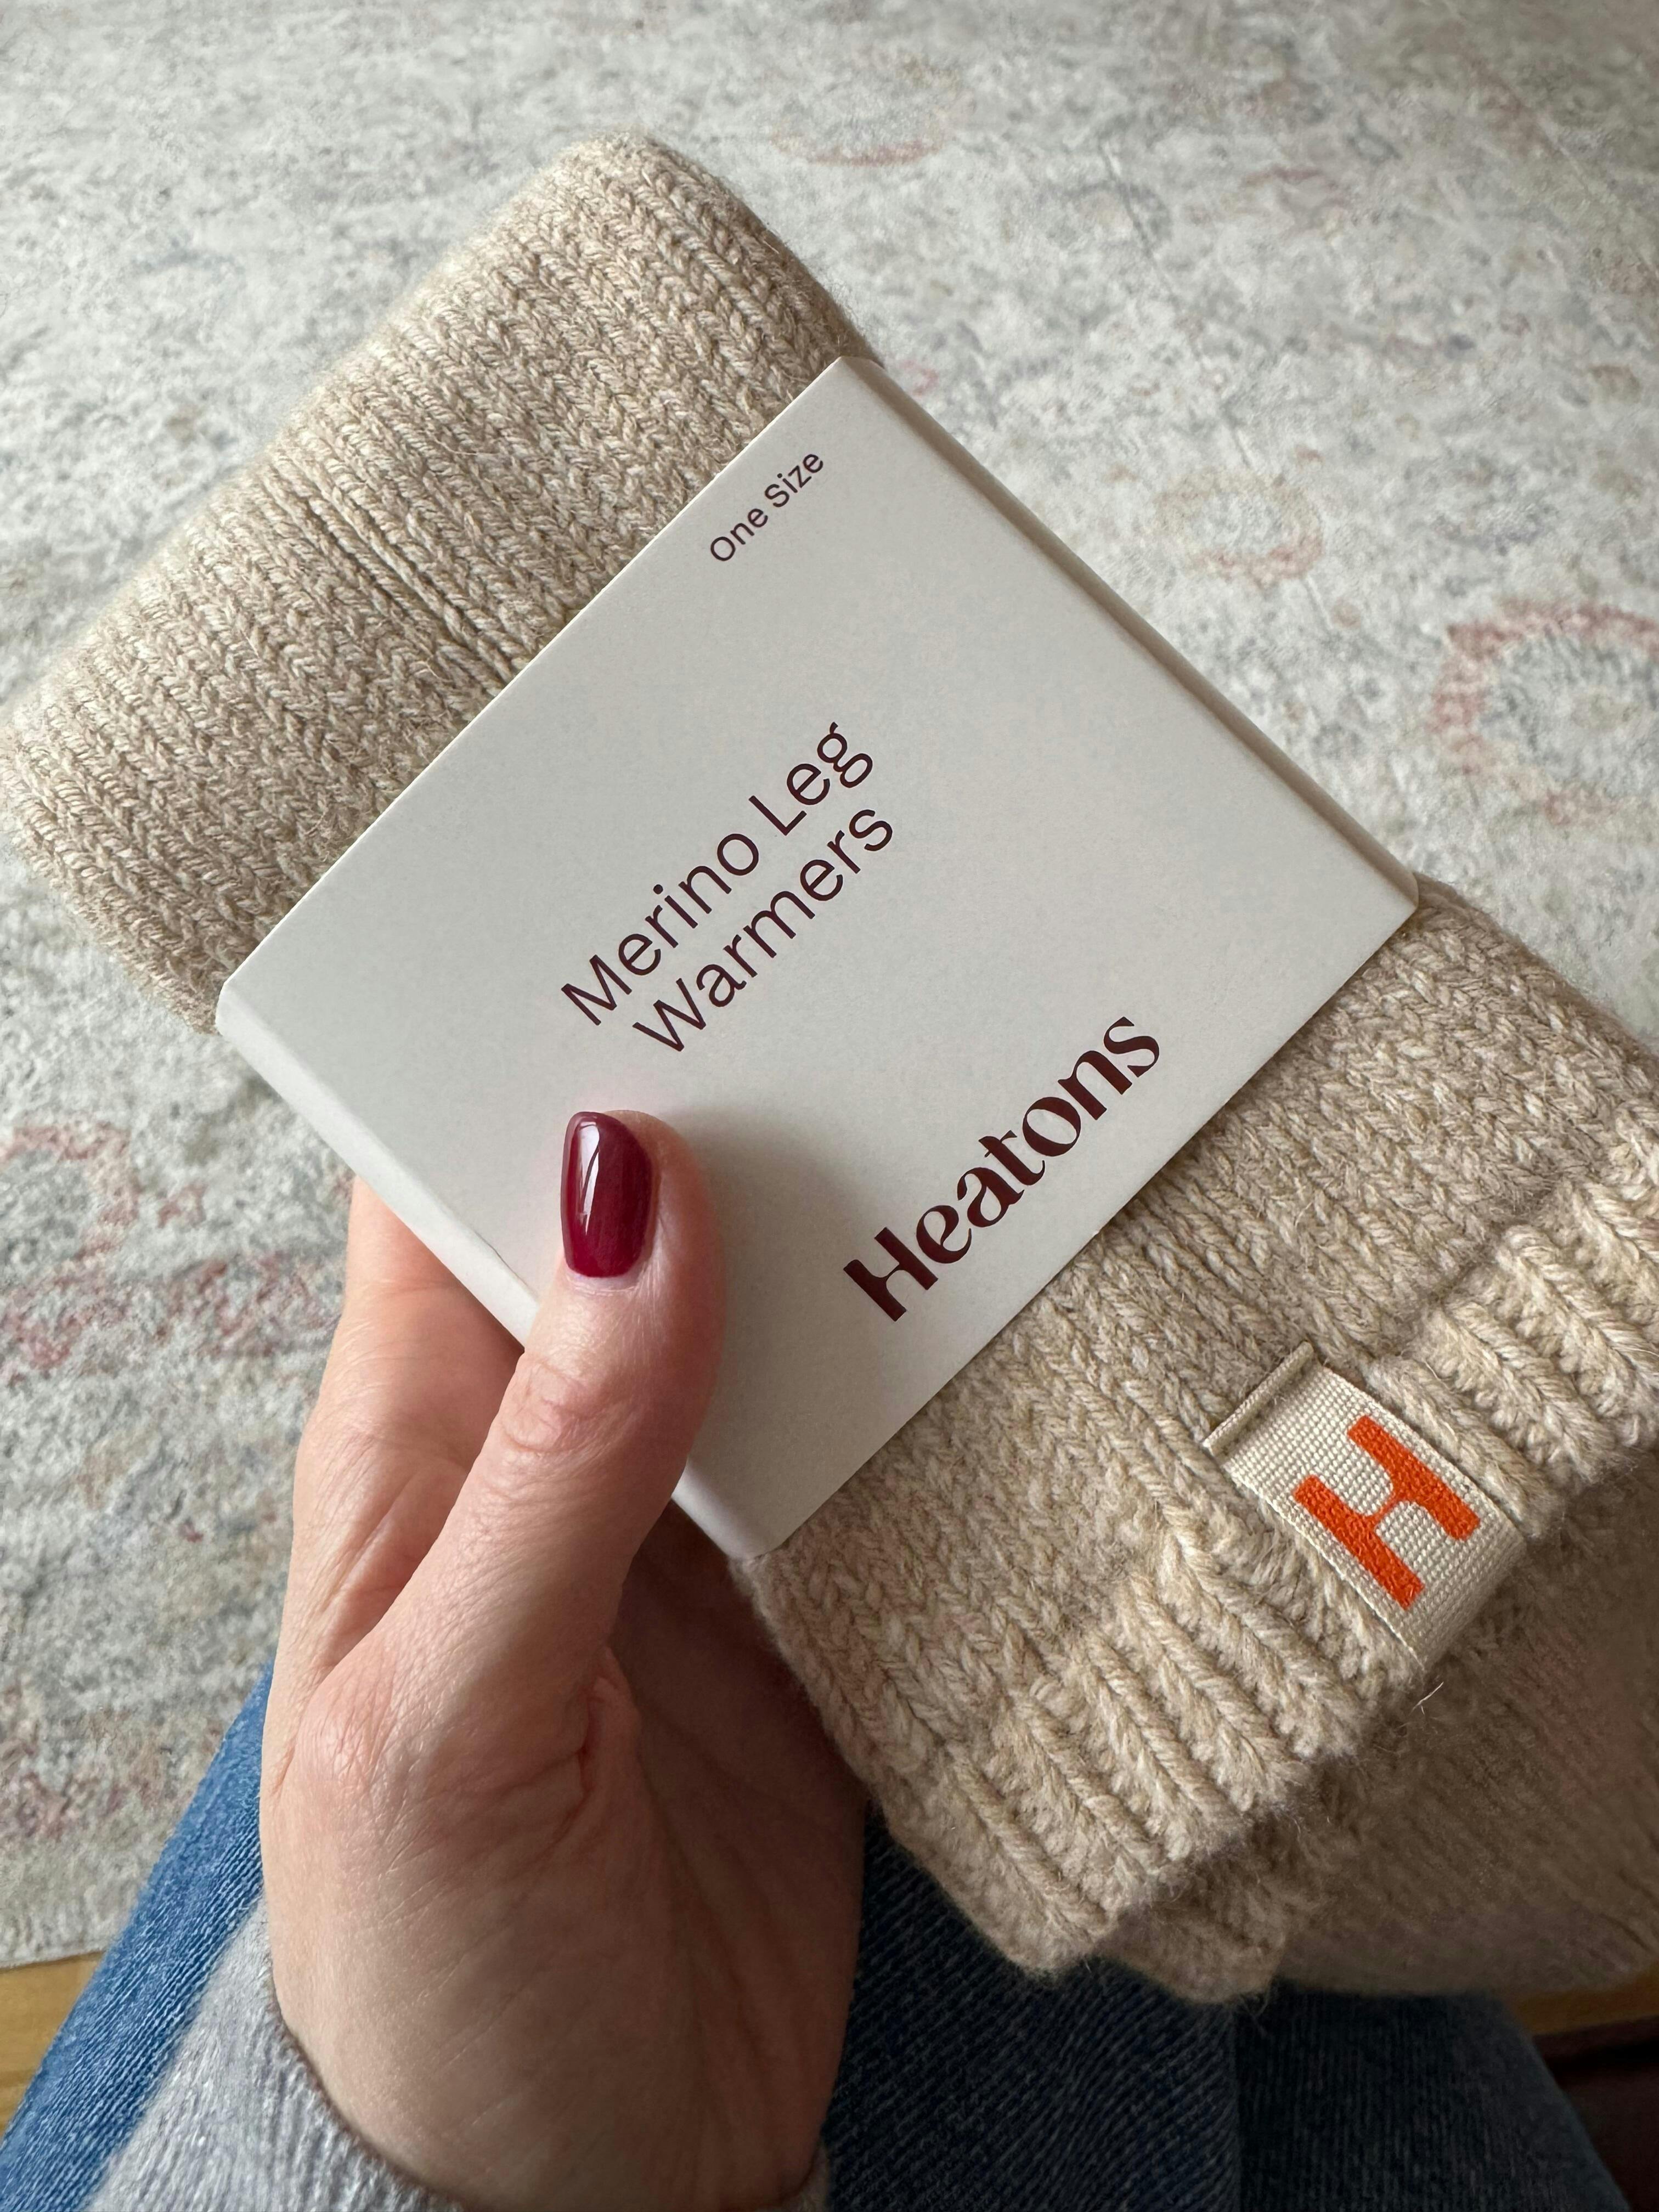 One Size
Merino Leg
Warmers
Heatons
H